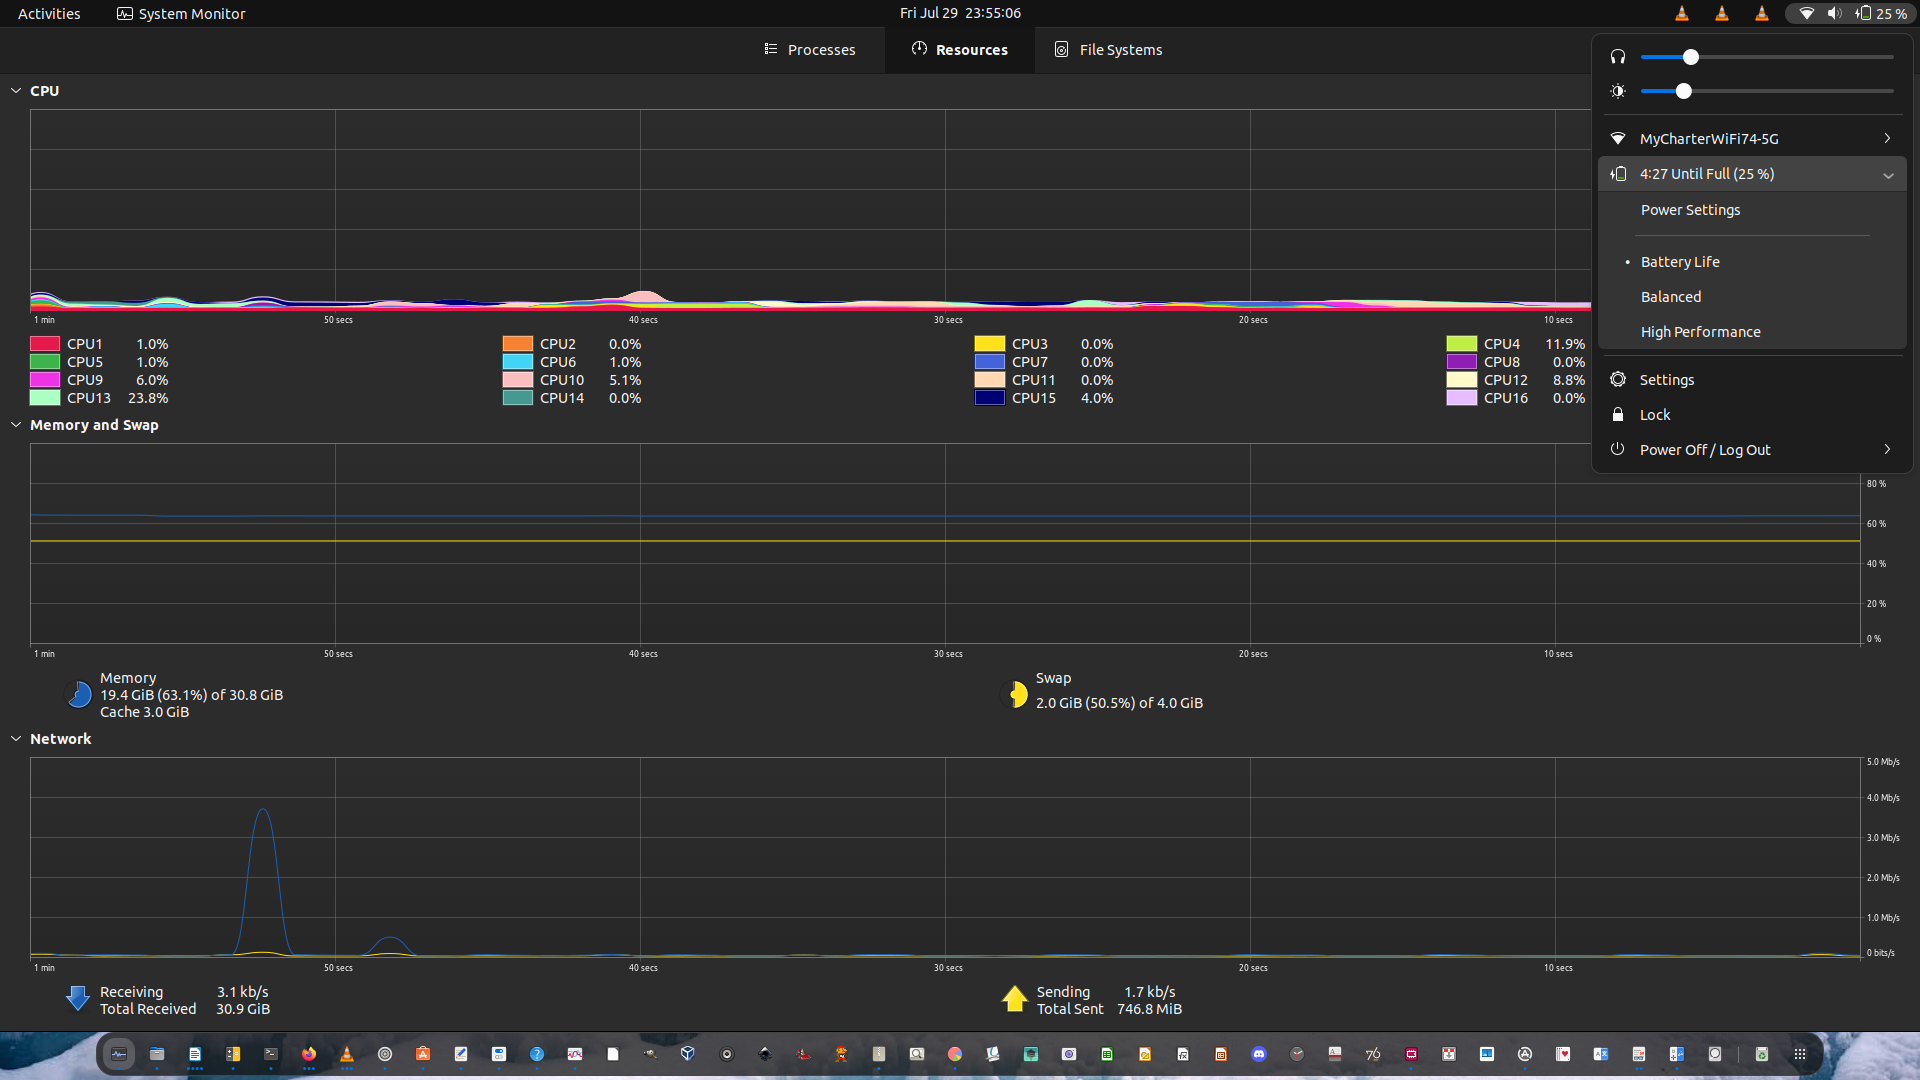 Activities
System Monitor
Fri Jul 29 23:55:06
25 %
Processes
Resources
File Systems
CPU
1 min
50 secs
40 secs
30 secs
20 secs
10 secs
CPU1 1.0%
CPU2 0.0%
CPU3 0.0%
CPU4 11.9%
CPU5 1.0%
CPU6 1.0%
CPU7 0.0%
CPU8 0.0%
CPU9 6.0%
CPU10 5.1%
CPU11 0.0%
CPU12 8.8%
CPU13 23.8%
CPU14 0.0%
CPU15 4.0%
CPU16 0.0%
MyCharterWiFi74-5G
4:27 Until Full (25 %)
Power Settings
• Battery Life
Balanced
High Performance
Settings
Lock
Power Off / Log Out
Memory and Swap
80 %
60 %
40 %
20 %
0 %
1 min
50 secs
40 secs
30 secs
20 secs
10 secs
Memory
19.4 GiB (63.1%) of 30.8 GiB
Cache 3.0 GiB
Swap
2.0 GiB (50.5%) of 4.0 GiB
Network
5.0 Mb/s
4.0 Mb/s
3.0 Mb/s
2.0 Mb/s
1.0 Mb/s
0 bits/s
1 min
50 secs
40 secs
30 secs
20 secs
10 secs
Receiving 3.1 kb/s
Total Received 30.9 GiB
Sending 1.7 kb/s
Total Sent 746.8 MiB